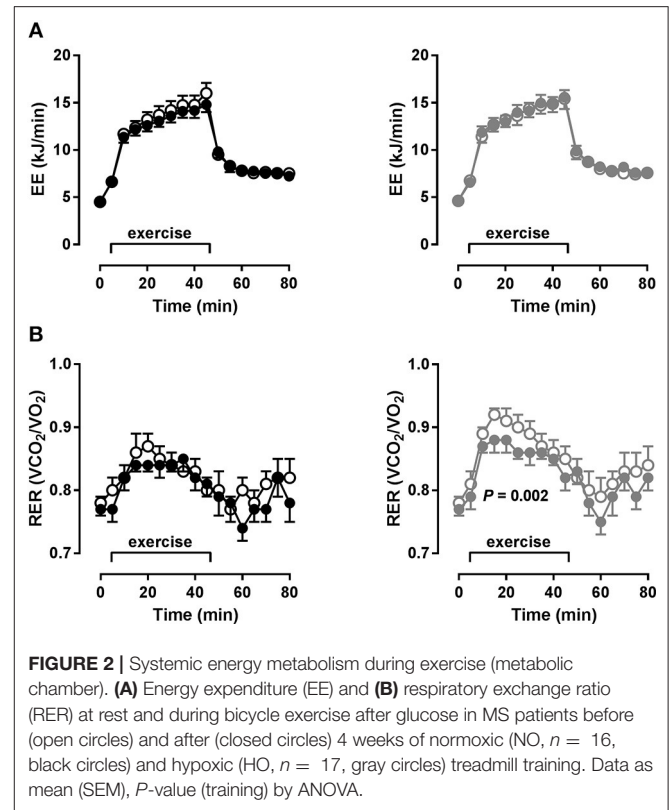 A
20
15
10
5
0
EE (kJ/min)
exercise
0 20 40 60 80
Time (min)
20
15
10
5
0
EE (kJ/min)
exercise
0 20 40 60 80
Time (min)
B
1.0
0.9
0.8
0.7
RER (VCO₂/VO₂)
exercise
0 20 40 60 80
Time (min)
1.0
0.9
0.8
0.7
RER (VCO₂/VO₂)
P = 0.002
exercise
0 20 40 60 80
Time (min)
FIGURE 2 | Systemic energy metabolism during exercise (metabolic
chamber). (A) Energy expenditure (EE) and (B) respiratory exchange ratio
(RER) at rest and during bicycle exercise after glucose in MS patients before
(open circles) and after (closed circles) 4 weeks of normoxic (NO, n = 16,
black circles) and hypoxic (HO, n = 17, gray circles) treadmill training. Data as
mean (SEM), P-value (training) by ANOVA.